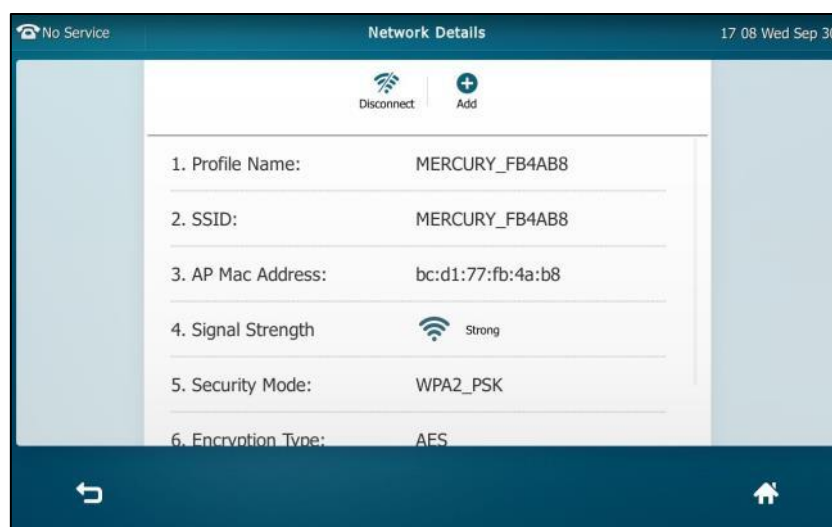 No Service Network Details 17 08 Wed Sep 30
Disconnect Add
1. Profile Name: MERCURY_FB4AB8
2. SSID: MERCURY_FB4AB8
3. AP Mac Address: bc:d1:77:fb:4a:b8
4. Signal Strength Strong
5. Security Mode: WPA2_PSK
6. Encryption Type: AES